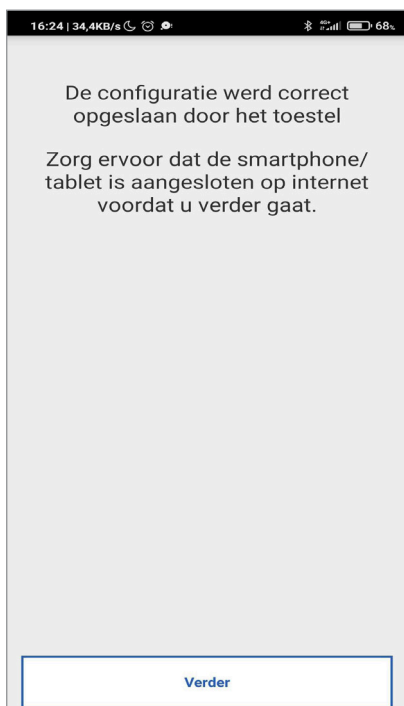 16:24 | 34,4KB/s 4G+ 68%
De configuratie werd correct
opgeslaan door het toestel
Zorg ervoor dat de smartphone/
tablet is aangesloten op internet
voordat u verder gaat.
Verder